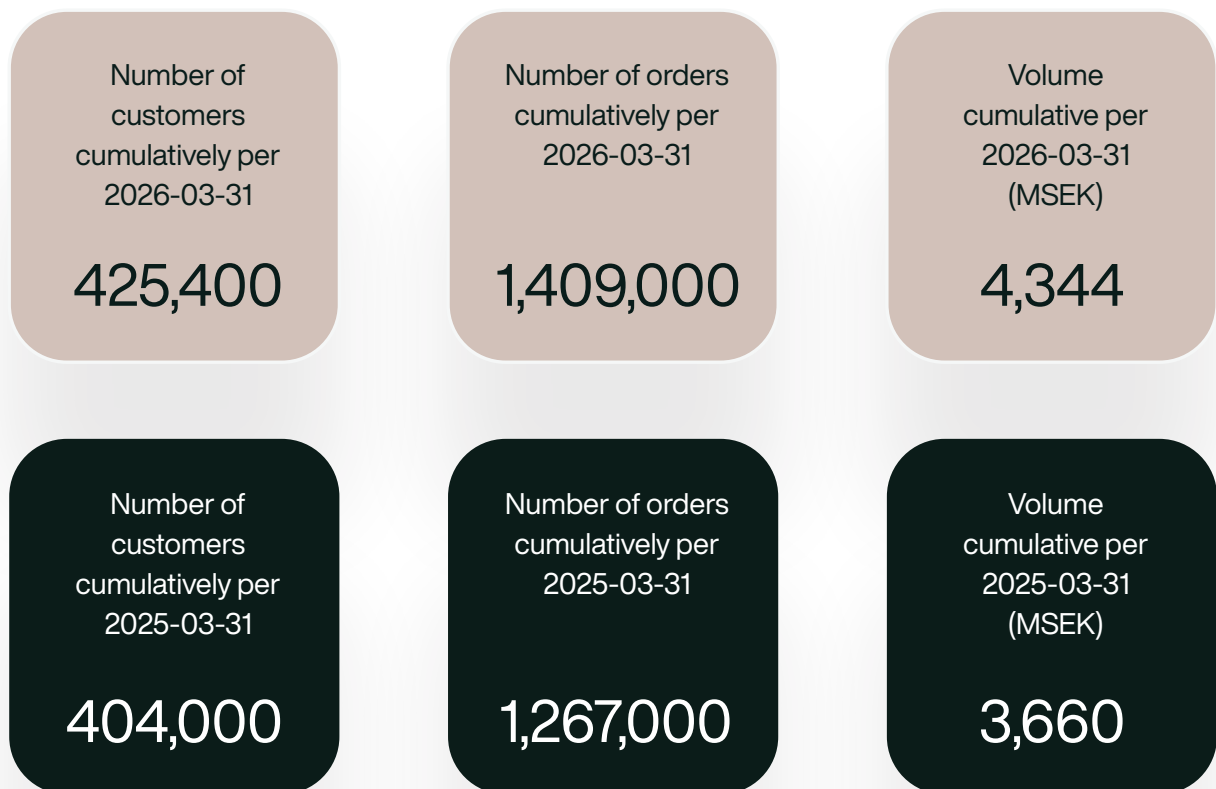 Number of
customers
cumulatively per
2026-03-31
425,400
Number of orders
cumulatively per
2026-03-31
1,409,000
Volume
cumulative per
2026-03-31
(MSEK)
4,344
Number of
customers
cumulatively per
2025-03-31
404,000
Number of orders
cumulatively per
2025-03-31
1,267,000
Volume
cumulative per
2025-03-31
(MSEK)
3,660